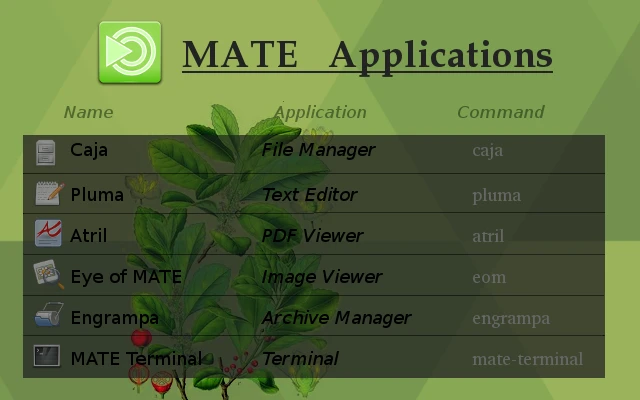 MATE Applications
Name Application Command
Caja File Manager caja
Pluma Text Editor pluma
Atril PDF Viewer atril
Eye of MATE Image Viewer eom
Engrampa Archive Manager engrampa
MATE Terminal Terminal mate-terminal